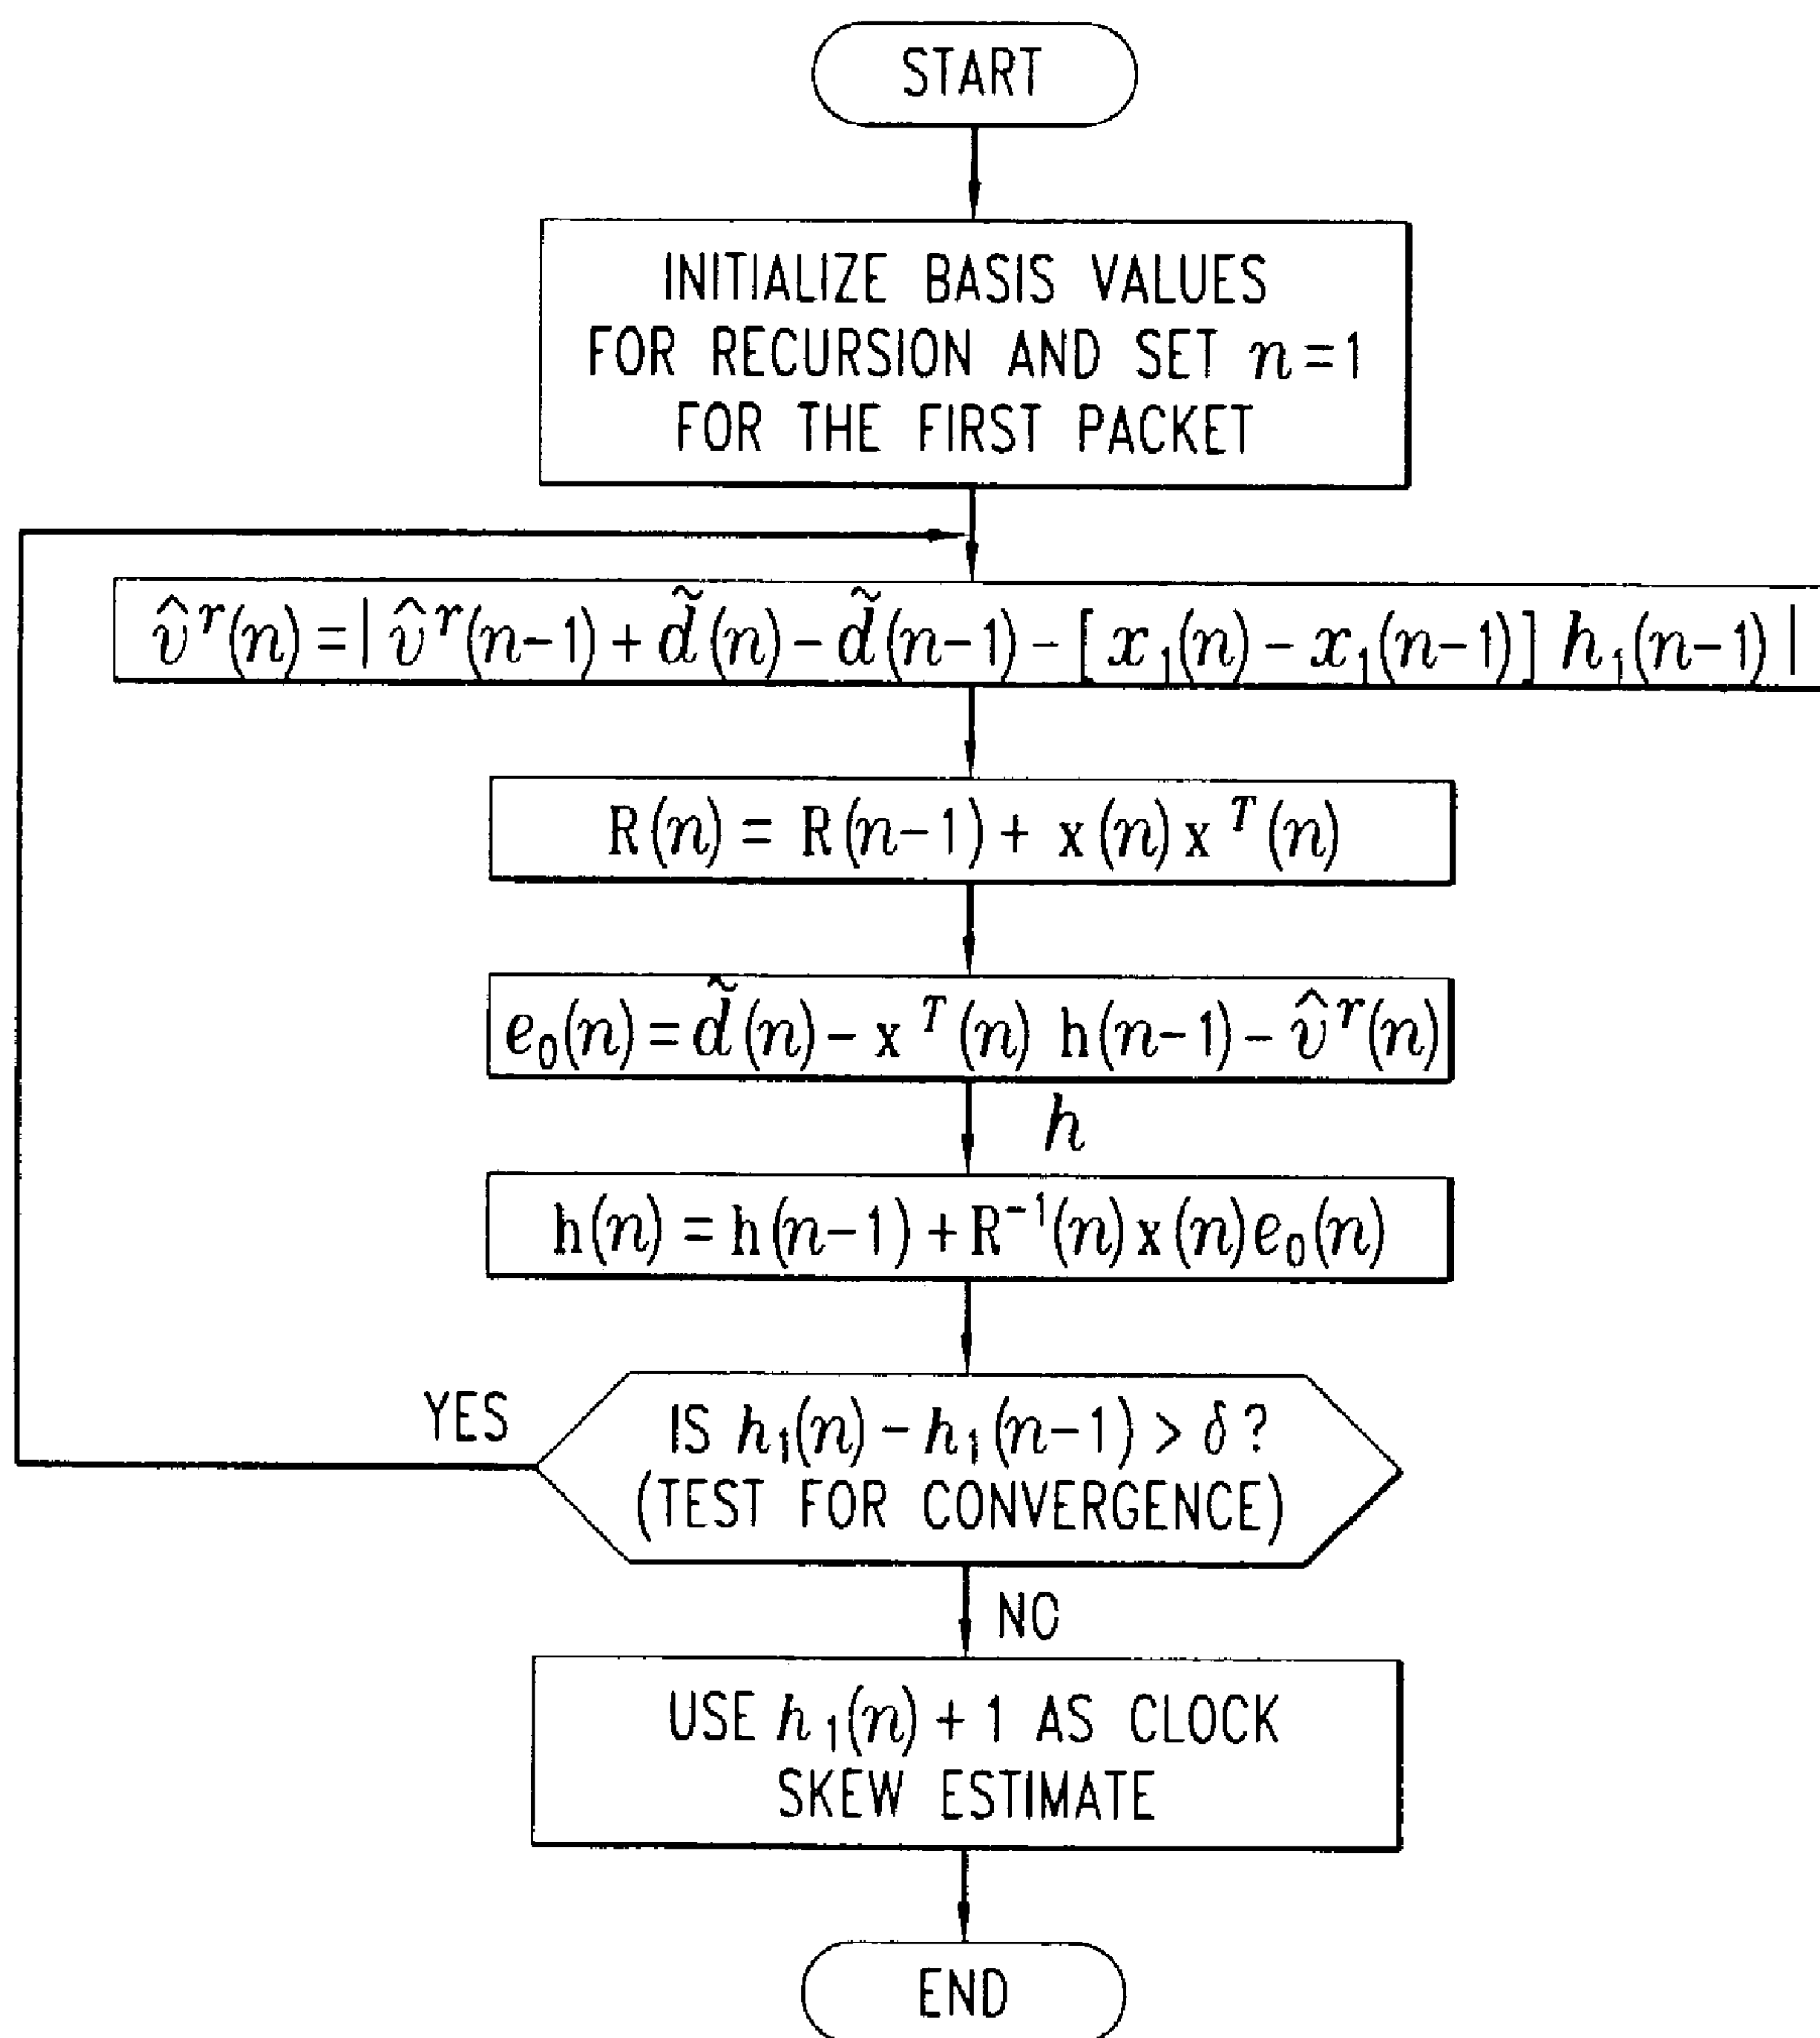 START
INITIALIZE BASIS VALUES
FOR RECURSION AND SET n=1
FOR THE FIRST PACKET
v̂ʳ(n) = | v̂ʳ(n-1) + d̃(n) - d̃(n-1) - [x₁(n) - x₁(n-1)] h₁(n-1) |
R(n) = R(n-1) + x(n) xᵀ(n)
e₀(n) = d̃(n) - xᵀ(n) h(n-1) - v̂ʳ(n)
h
h(n) = h(n-1) + R⁻¹(n) x(n) e₀(n)
YES
IS h₁(n) - h₁(n-1) > δ ?
(TEST FOR CONVERGENCE)
NO
USE h₁(n) + 1 AS CLOCK
SKEW ESTIMATE
END